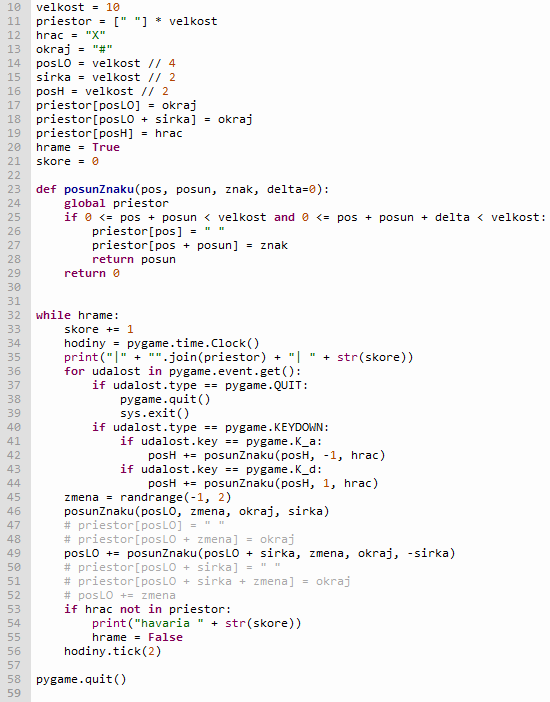 10 velkost = 10
11 priestor = [" "] * velkost
12 hrac = "X"
13 okraj = "#"
14 posLO = velkost // 4
15 sirka = velkost // 2
16 posH = velkost // 2
17 priestor[posLO] = okraj
18 priestor[posLO + sirka] = okraj
19 priestor[posH] = hrac
20 hrame = True
21 skore = 0
22
23 def posunZnaku(pos, posun, znak, delta=0):
24     global priestor
25     if 0 <= pos + posun < velkost and 0 <= pos + posun + delta < velkost:
26         priestor[pos] = " "
27         priestor[pos + posun] = znak
28         return posun
29     return 0
30
31
32 while hrame:
33     skore += 1
34     hodiny = pygame.time.Clock()
35     print("|" + "".join(priestor) + "| " + str(skore))
36     for udalost in pygame.event.get():
37         if udalost.type == pygame.QUIT:
38             pygame.quit()
39             sys.exit()
40         if udalost.type == pygame.KEYDOWN:
41             if udalost.key == pygame.K_a:
42                 posH += posunZnaku(posH, -1, hrac)
43             if udalost.key == pygame.K_d:
44                 posH += posunZnaku(posH, 1, hrac)
45     zmena = randrange(-1, 2)
46     posunZnaku(posLO, zmena, okraj, sirka)
47     # priestor[posLO] = " "
48     # priestor[posLO + zmena] = okraj
49     posLO += posunZnaku(posLO + sirka, zmena, okraj, -sirka)
50     # priestor[posLO + sirka] = " "
51     # priestor[posLO + sirka + zmena] = okraj
52     # posLO += zmena
53     if hrac not in priestor:
54         print("havaria " + str(skore))
55         hrame = False
56     hodiny.tick(2)
57
58 pygame.quit()
59